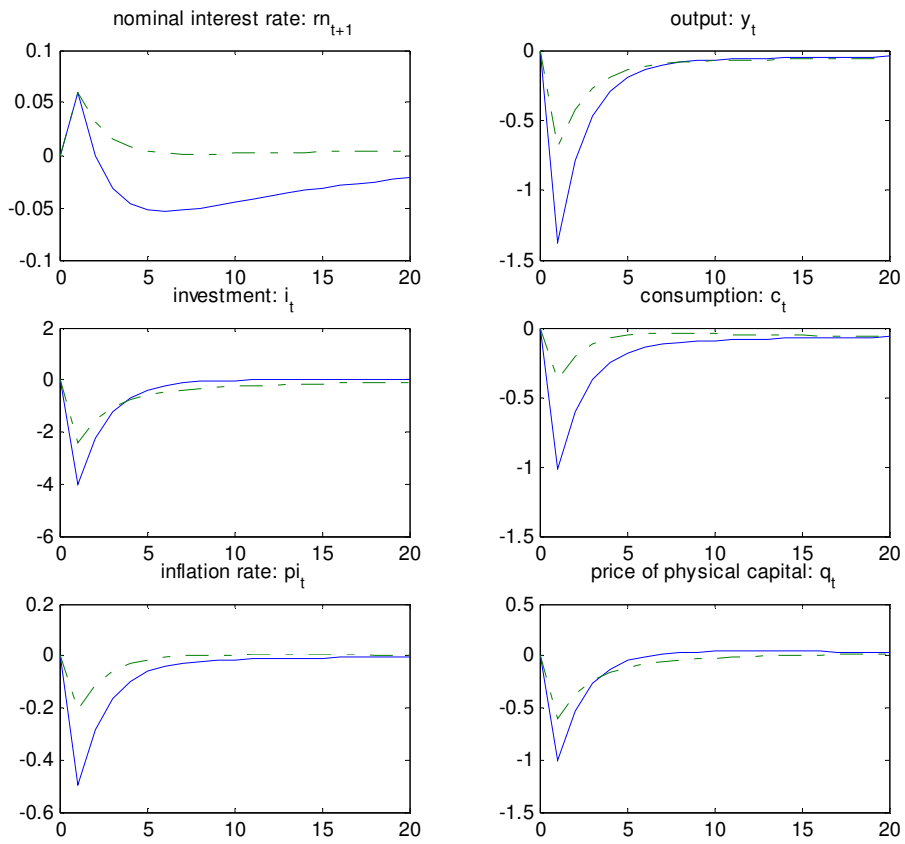 nominal interest rate: rn_{t+1}
0.1
0.05
0
-0.05
-0.1
0 5 10 15 20
output: y_t
0
-0.5
-1
-1.5
0 5 10 15 20
investment: i_t
2
0
-2
-4
-6
0 5 10 15 20
consumption: c_t
0
-0.5
-1
-1.5
0 5 10 15 20
inflation rate: pi_t
0.2
0
-0.2
-0.4
-0.6
0 5 10 15 20
price of physical capital: q_t
0.5
0
-0.5
-1
-1.5
0 5 10 15 20